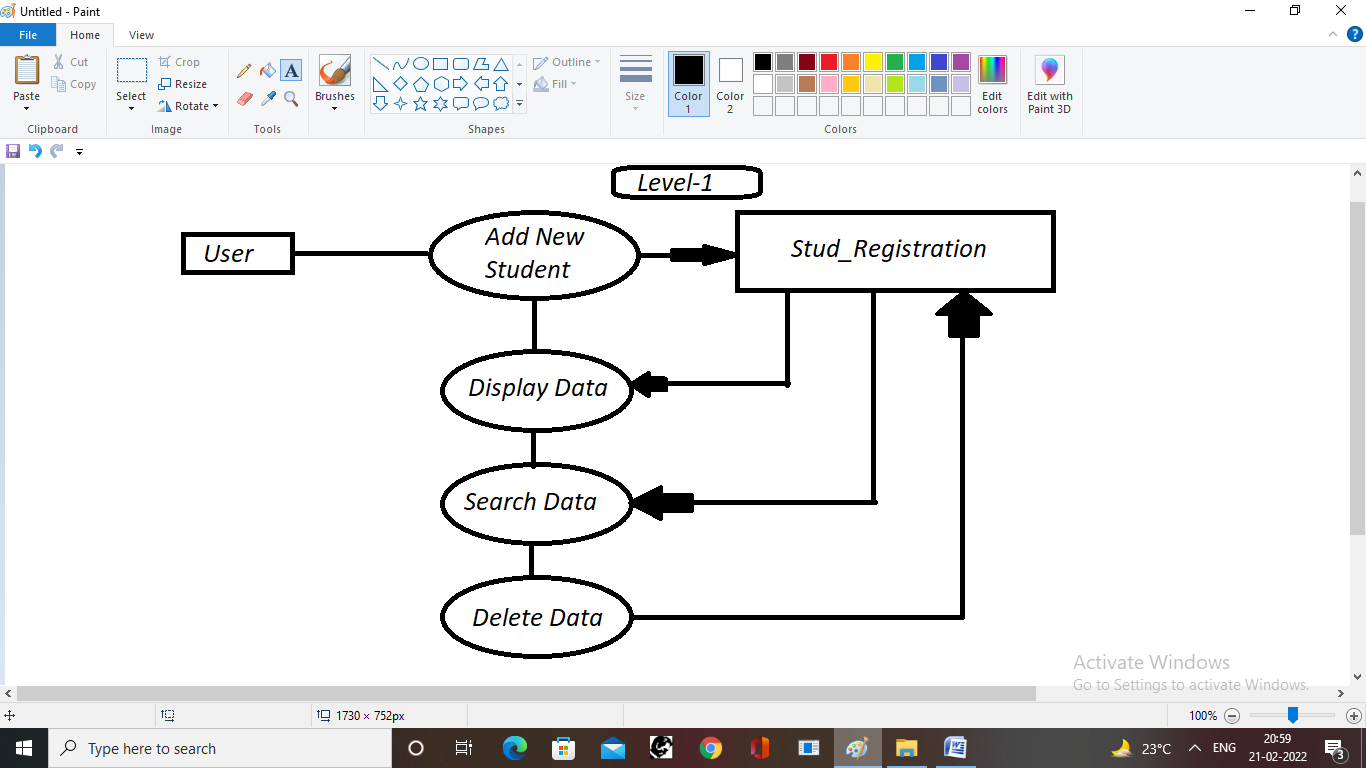 Untitled - Paint
File
Home
View
Paste
Cut
Copy
Clipboard
Select
Crop
Resize
Rotate
Image
A
Tools
Brushes
Shapes
Outline
Fill
Size
Color
1
Color
2
Colors
Edit
colors
Edit with
Paint 3D
Level-1
User
Add New
Student
Stud_Registration
Display Data
Search Data
Delete Data
Activate Windows
Go to Settings to activate Windows.
1730 × 752px
100%
Type here to search
23°C
ENG
20:59
21-02-2022
3